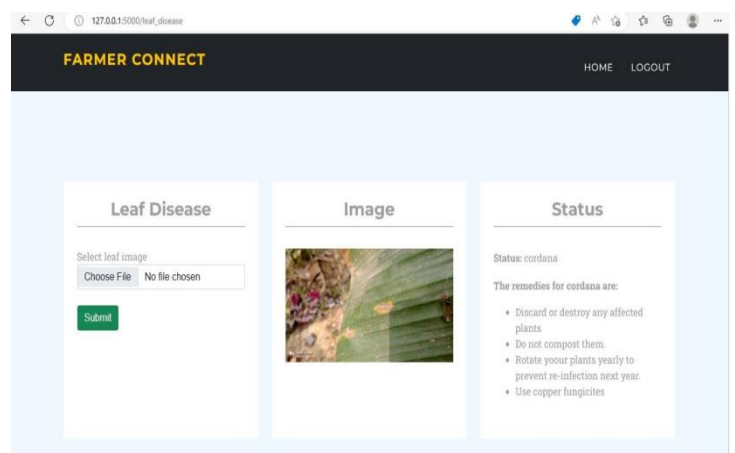 127.0.0.1:5000/leaf_disease
FARMER CONNECT
HOME LOGOUT
Leaf Disease
Select leaf image
Choose File No file chosen
Submit
Image
Status
Status: cordana
The remedies for cordana are:
Discard or destroy any affected
plants
Do not compost them.
Rotate yoour plants yearly to
prevent re-infection next year.
Use copper fungicites